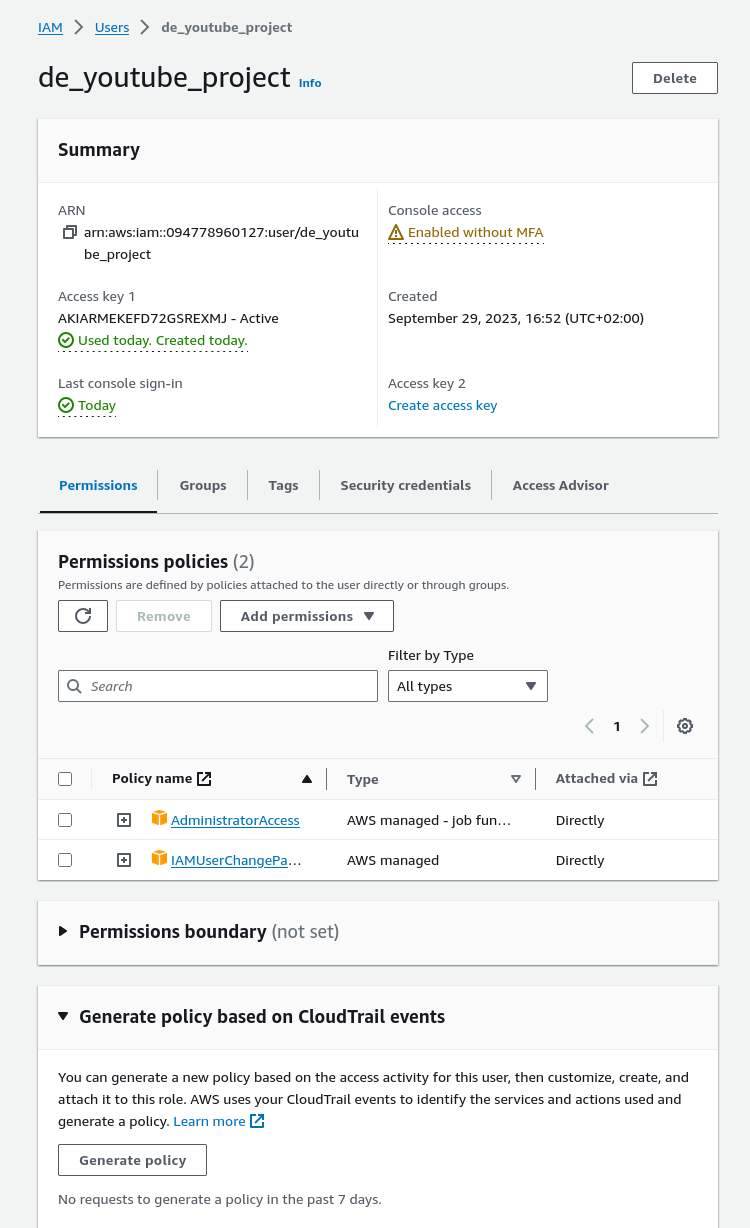 IAM > Users > de_youtube_project
de_youtube_project Info
Delete
Summary
ARN
arn:aws:iam::094778960127:user/de_youtu
be_project
Console access
Enabled without MFA
Access key 1
AKIARMEKEFD72GSREXMJ - Active
Used today. Created today.
Created
September 29, 2023, 16:52 (UTC+02:00)
Last console sign-in
Today
Access key 2
Create access key
Permissions
Groups
Tags
Security credentials
Access Advisor
Permissions policies (2)
Permissions are defined by policies attached to the user directly or through groups.
Remove
Add permissions
Filter by Type
Search
All types
1
Policy name
Type
Attached via
AdministratorAccess
AWS managed - job fun...
Directly
IAMUserChangePa...
AWS managed
Directly
Permissions boundary (not set)
Generate policy based on CloudTrail events
You can generate a new policy based on the access activity for this user, then customize, create, and
attach it to this role. AWS uses your CloudTrail events to identify the services and actions used and
generate a policy. Learn more
Generate policy
No requests to generate a policy in the past 7 days.